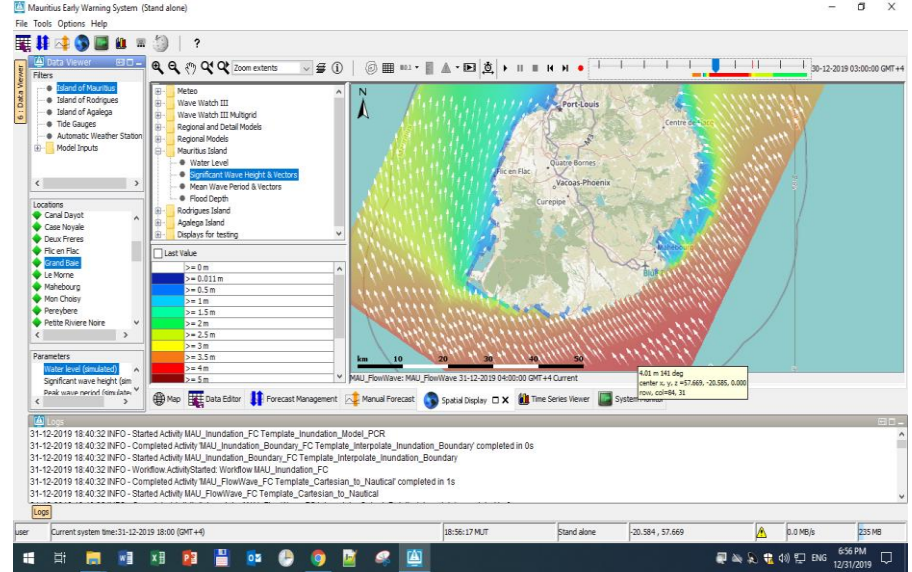 Mauritius Early Warning System (Stand alone)
File Tools Options Help
?
6 : Data Viewer
Data Viewer
Filters
Island of Mauritius
Island of Rodrigues
Island of Agalega
Tide Gauges
Automatic Weather Station
Model Inputs
Locations
Canal Dayot
Case Noyale
Deux Freres
Flic en Flac
Grand Baie
Le Morne
Mahebourg
Mon Choisy
Pereybere
Petite Riviere Noire
Parameters
Water level (simulated)
Significant wave height (sim
Peak wave period (simulate
Zoom extents
30-12-2019 03:00:00 GMT+4
Meteo
Wave Watch III
Wave Watch III Multigrid
Regional and Detail Models
Regional Models
Mauritius Island
Water Level
Significant Wave Height & Vectors
Mean Wave Period & Vectors
Flood Depth
Rodrigues Island
Agalega Island
Displays for testing
Last Value
>= 0 m
>= 0.011 m
>= 0.5 m
>= 1 m
>= 1.5 m
>= 2 m
>= 2.5 m
>= 3 m
>= 3.5 m
>= 4 m
>= 5 m
N
Port-Louis
Centre de
M3
Quatre Bornes
Flic en Flac
Vacoas-Phoenix
Curepipe
Mahebourg
Blue
km 10 20 30 40 50
4.01 m 141 deg
center x, y, z =57.669, -20.585, 0.000
row, col=84, 31
MAU_FlowWave: MAU_FlowWave 31-12-2019 04:00:00 GMT+4 Current
Map Data Editor Forecast Management Manual Forecast Spatial Display Time Series Viewer System Monitor
Logs
31-12-2019 18:40:32 INFO - Started Activity MAU_Inundation_FC Template_Inundation_Model_PCR
31-12-2019 18:40:32 INFO - Completed Activity 'MAU_Inundation_Boundary_FC Template_Interpolate_Inundation_Boundary' completed in 0s
31-12-2019 18:40:32 INFO - Started Activity MAU_Inundation_Boundary_FC Template_Interpolate_Inundation_Boundary
31-12-2019 18:40:32 INFO - Workflow.ActivityStarted: Workflow MAU_Inundation_FC
31-12-2019 18:40:32 INFO - Completed Activity 'MAU_FlowWave_FC Template_Cartesian_to_Nautical' completed in 1s
31-12-2019 18:40:32 INFO - Started Activity MAU_FlowWave_FC Template_Cartesian_to_Nautical
Logs
user Current system time:31-12-2019 18:00 (GMT+4) 18:56:17 MUT Stand alone -20.584 , 57.669 0.0 MB/s 235 MB
ENG 6:56 PM
12/31/2019